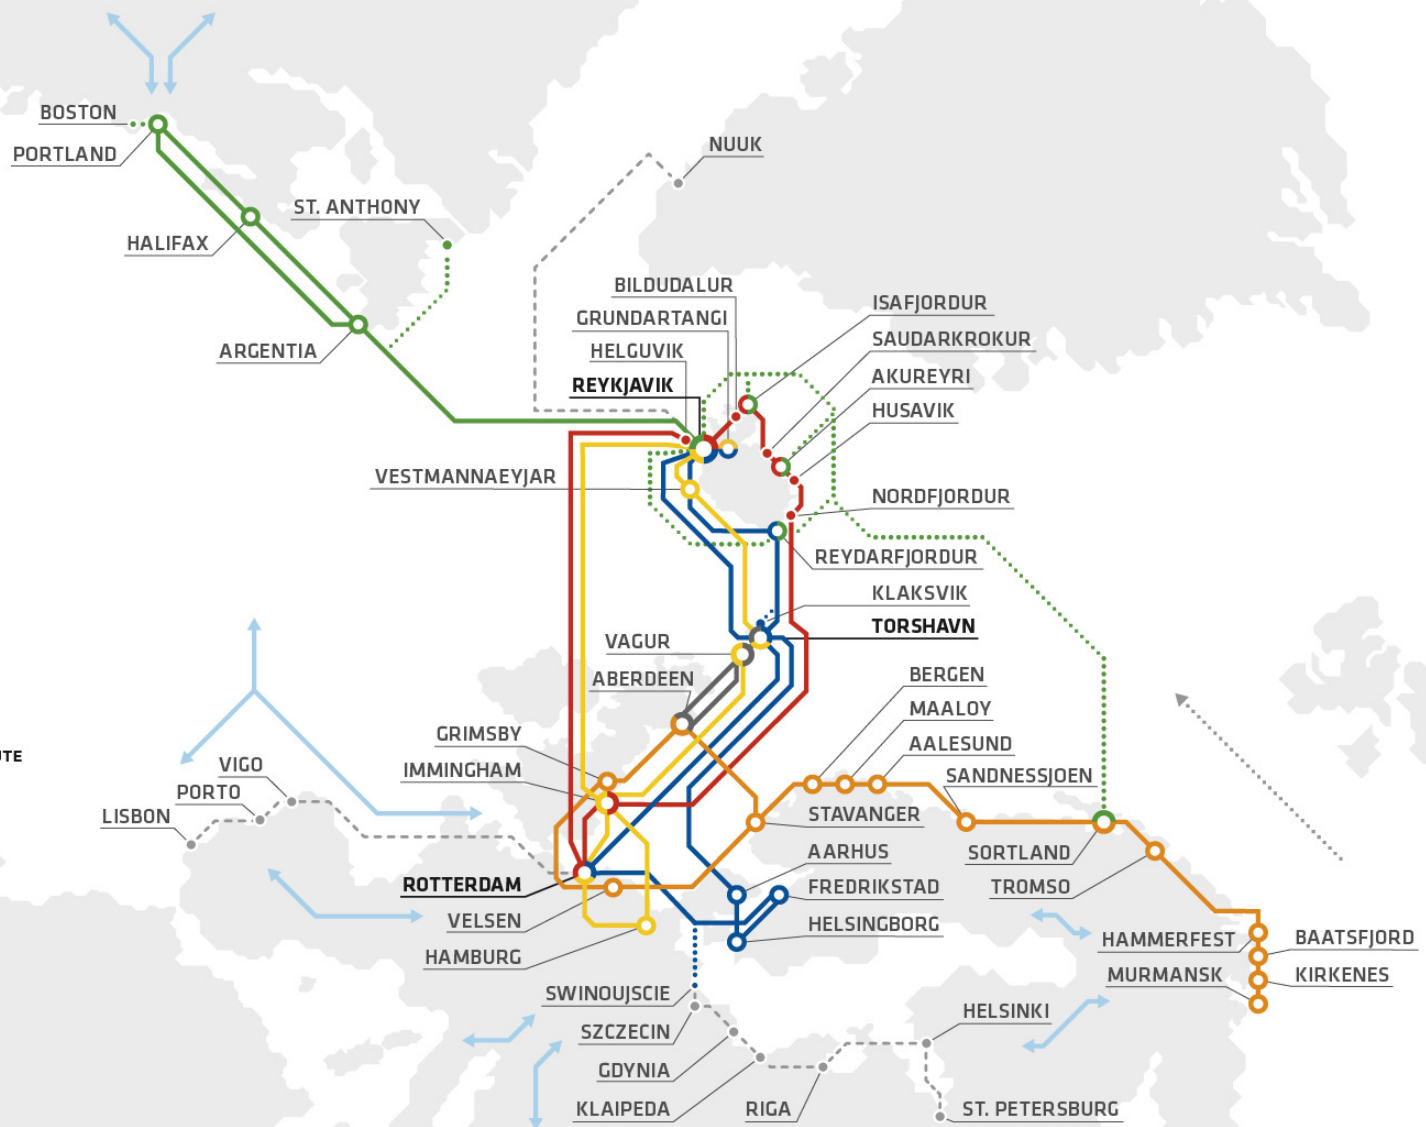 BOSTON
PORTLAND
NUUK
ST. ANTHONY
HALIFAX
BILDUDALUR
ISAFJORDUR
GRUNDARTANGI
SAUDARKROKUR
ARGENTIA
HELGUVIK
AKUREYRI
REYKJAVIK
HUSAVIK
VESTMANNAEYJAR
NORDFJORDUR
REYDARFJORDUR
KLAKSVIK
TORSHAVN
VAGUR
ABERDEEN
BERGEN
MAALOY
GRIMSBY
AALESUND
UTE
VIGO
IMMINGHAM
SANDNESSJOEN
PORTO
LISBON
STAVANGER
AARHUS
SORTLAND
ROTTERDAM
FREDRIKSTAD
TROMSO
VELSEN
HELSINGBORG
HAMBURG
HAMMERFEST
BAATSFJORD
MURMANSK
KIRKENES
SWINOUJSCIE
HELSINKI
SZCZECIN
GDYNIA
KLAIPEDA
RIGA
ST. PETERSBURG